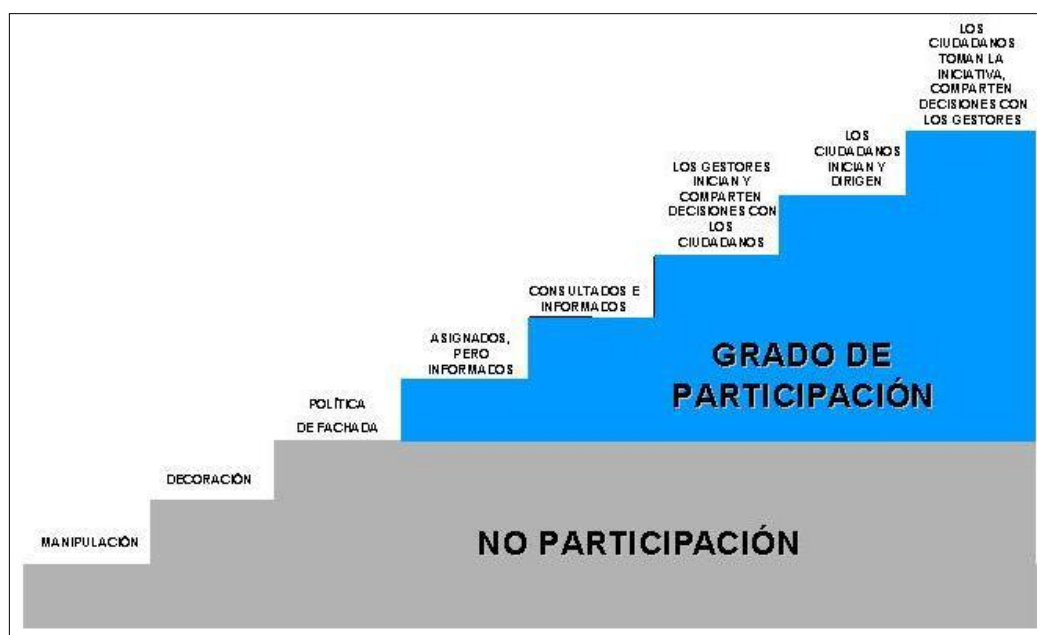 MANIPULACIÓN
DECORACIÓN
POLÍTICA
DE FACHADA
ASIGNADOS,
PERO
INFORMADOS
CONSULTADOS E
INFORMADOS
LOS GESTORES
INICIAN Y
COMPARTEN
DECISIONES CON
LOS
CIUDADANOS
LOS
CIUDADANOS
INICIAN Y
DIRIGEN
LOS
CIUDADANOS
TOMAN LA
INICIATIVA,
COMPARTEN
DECISIONES CON
LOS GESTORES
GRADO DE
PARTICIPACIÓN
NO PARTICIPACIÓN